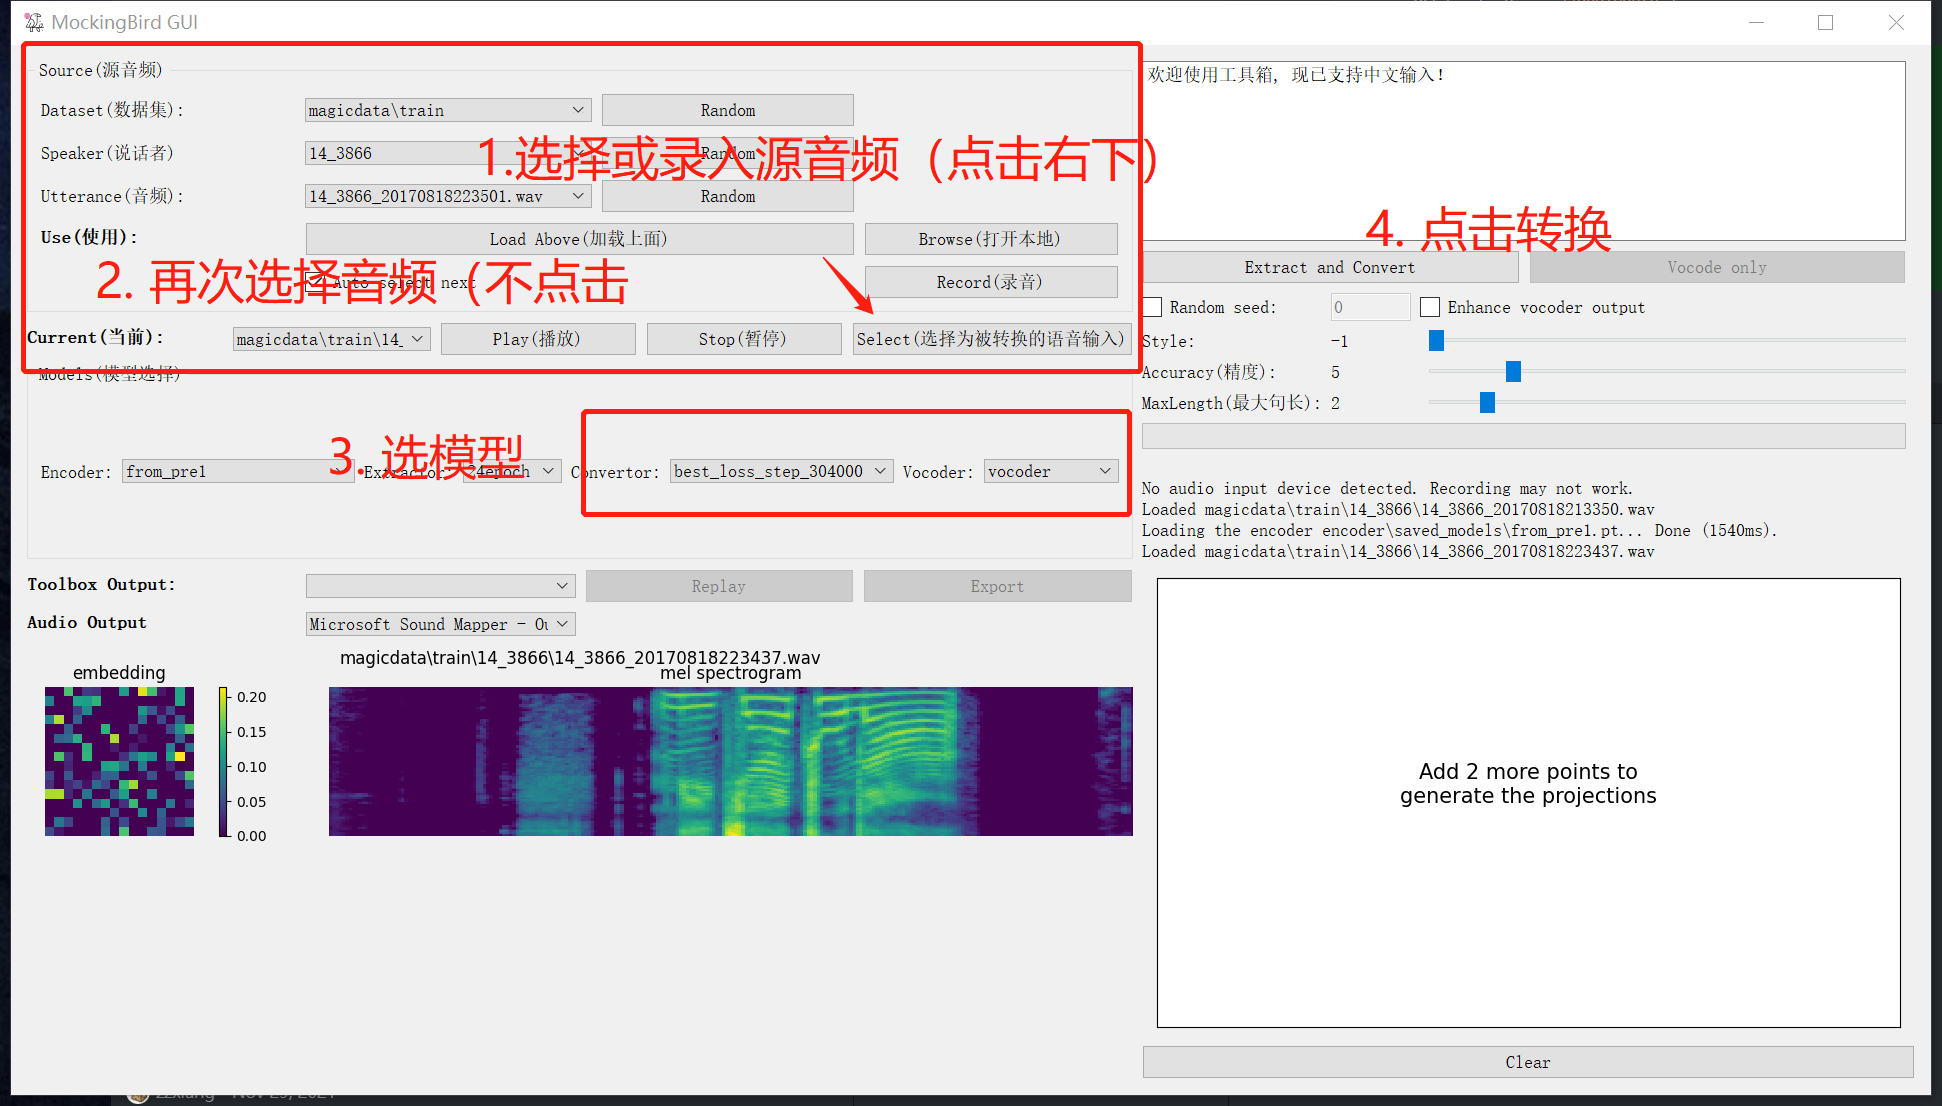 MockingBird GUI
Source(源音频)
Dataset(数据集):
magicdata\train
Random
Speaker(说话者)
14_3866
Random
1.选择或录入源音频（点击右下）
Utterance(音频):
14_3866_20170818223501.wav
Random
Use(使用):
Load Above(加载上面)
Browse(打开本地)
2. 再次选择音频（不点击
Auto select next
Record(录音)
Current(当前):
magicdata\train\14_
Play(播放)
Stop(暂停)
Select(选择为被转换的语音输入)
Models(模型选择)
3. 选模型
Encoder:
from_pre1
Extractor:
24epoch
Convertor:
best_loss_step_304000
Vocoder:
vocoder
Toolbox Output:
Replay
Export
Audio Output
Microsoft Sound Mapper - Ou
magicdata\train\14_3866\14_3866_20170818223437.wav
embedding
mel spectrogram
0.20
0.15
0.10
0.05
0.00
欢迎使用工具箱, 现已支持中文输入!
4. 点击转换
Extract and Convert
Vocode only
Random seed:
0
Enhance vocoder output
Style:
-1
Accuracy(精度):
5
MaxLength(最大句长):
2
No audio input device detected. Recording may not work.
Loaded magicdata\train\14_3866\14_3866_20170818213350.wav
Loading the encoder encoder\saved_models\from_pre1.pt... Done (1540ms).
Loaded magicdata\train\14_3866\14_3866_20170818223437.wav
Add 2 more points to
generate the projections
Clear